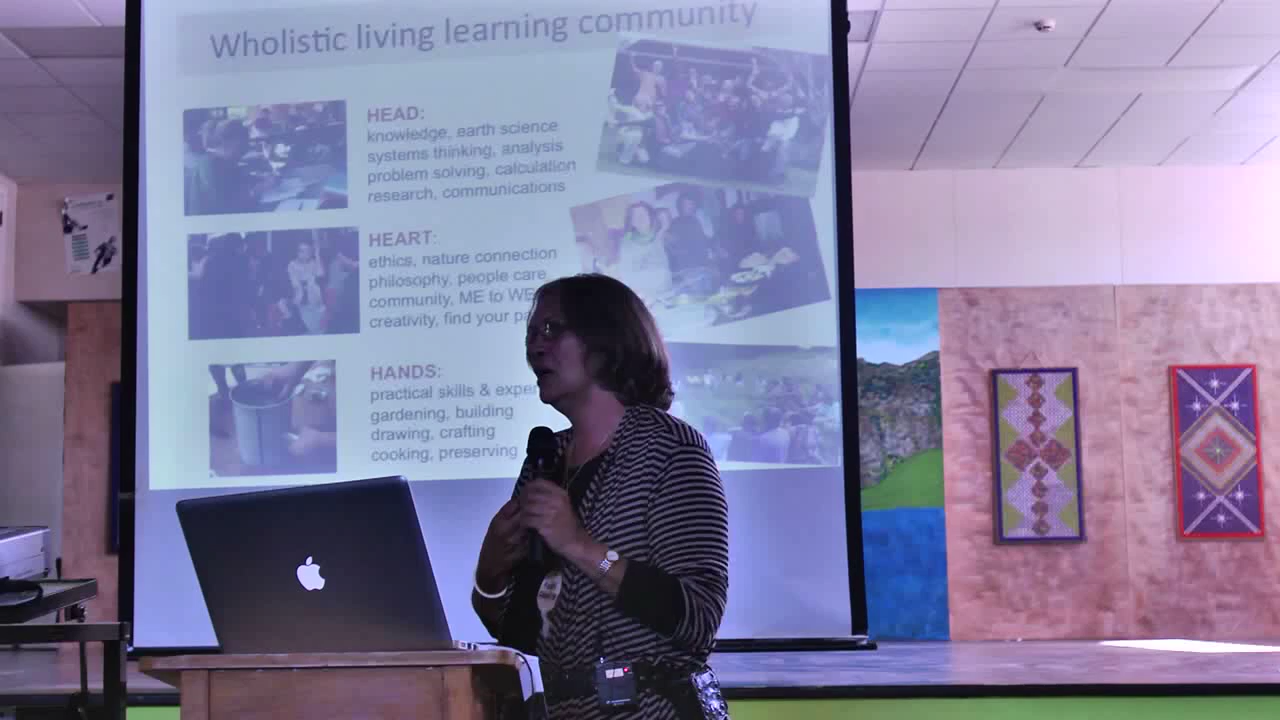 Wholistic living learning community
HEAD:
knowledge, earth science
systems thinking, analysis
problem solving, calculation
research, communications
HEART:
ethics, nature connection
philosophy, people care
community, ME to WE
creativity, find your
HANDS:
practical skills &
gardening, building
drawing, crafting
cooking, preserving